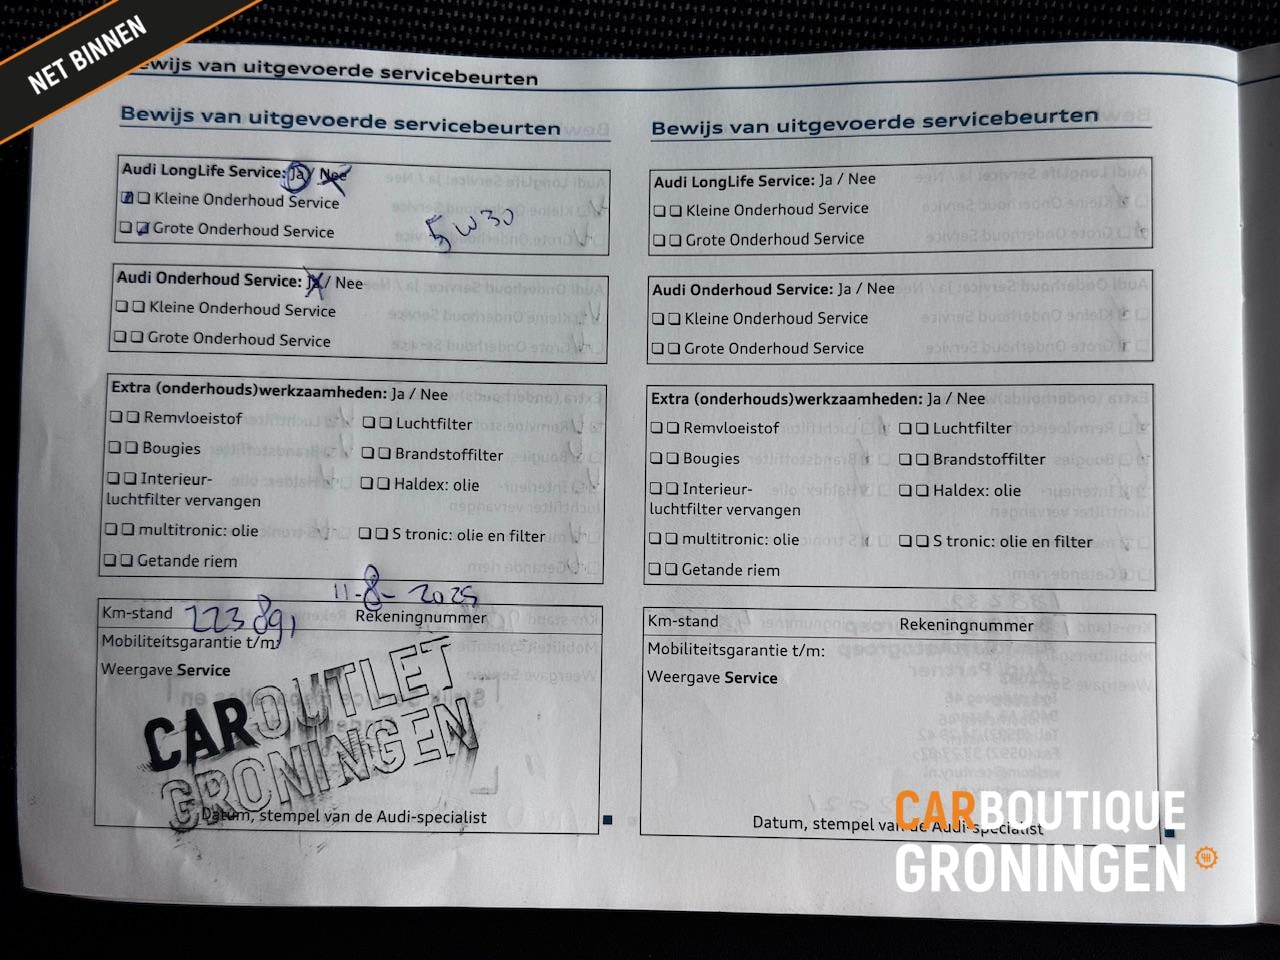 NET BINNEN
Bewijs van uitgevoerde servicebeurten
Bewijs van uitgevoerde servicebeurten
Audi LongLife Service: Ja / Nee
Kleine Onderhoud Service
Grote Onderhoud Service
5W30
Audi Onderhoud Service: Ja / Nee
Kleine Onderhoud Service
Grote Onderhoud Service
Extra (onderhouds)werkzaamheden: Ja / Nee
Remvloeistof Luchtfilter
Bougies Brandstoffilter
Interieur- Haldex: olie
luchtfilter vervangen
multitronic: olie S tronic: olie en filter
Getande riem
11-8-2025
Km-stand 223891 Rekeningnummer
Mobiliteitsgarantie t/m:
Weergave Service
CAROUTLET
GRONINGEN
Datum, stempel van de Audi-specialist
Bewijs van uitgevoerde servicebeurten
Audi LongLife Service: Ja / Nee
Kleine Onderhoud Service
Grote Onderhoud Service
Audi Onderhoud Service: Ja / Nee
Kleine Onderhoud Service
Grote Onderhoud Service
Extra (onderhouds)werkzaamheden: Ja / Nee
Remvloeistof Luchtfilter
Bougies Brandstoffilter
Interieur- Haldex: olie
luchtfilter vervangen
multitronic: olie S tronic: olie en filter
Getande riem
Km-stand Rekeningnummer
Mobiliteitsgarantie t/m:
Weergave Service
Datum, stempel van de Audi-specialist
CARBOUTIQUE
GRONINGEN